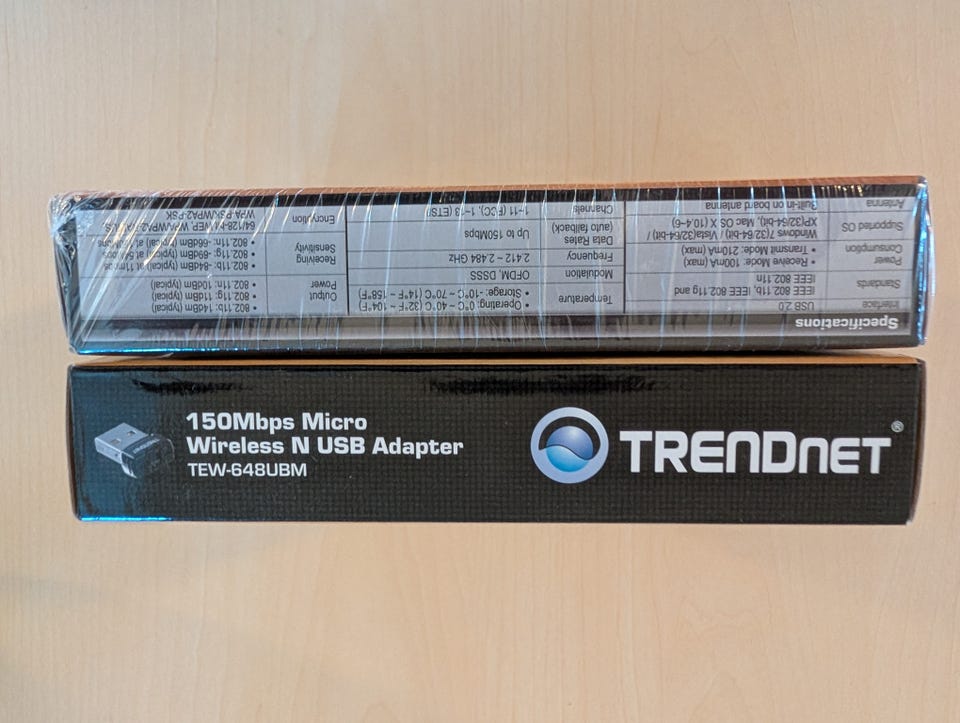 Specifications
Interface
USB 2.0
Standards
IEEE 802.11b, IEEE 802.11g and
IEEE 802.11n
Power
Consumption
• Receive Mode: 100mA (max)
• Transmit Mode: 210mA (max)
Supported OS
Windows 7(32/64-bit) / Vista(32/64-bit) /
XP(32/64-bit), Mac OS X (10.4~6)
Antenna
Built-in on board antenna
Temperature
• Operating: 0°C ~ 40°C (32°F ~ 104°F)
• Storage: -10°C ~ 70°C (14°F ~ 158°F)
Modulation
OFDM, DSSS
Frequency
2.412 ~ 2.484 GHz
Data Rates
(auto fallback)
Up to 150Mbps
Channels
1~11 (FCC), 1~13 (ETSI)
Output
Power
• 802.11b: 14dBm (typical)
• 802.11g: 11dBm (typical)
• 802.11n: 10dBm (typical)
Receiving
Sensitivity
• 802.11b: -84dBm (typical) at 11mbps
• 802.11g: -69dBm (typical) at
• 802.11n: -66dBm (typical) at
Encryption
64/128-bit WEP,
WPA-PSK/WPA2-PSK
150Mbps Micro
Wireless N USB Adapter
TEW-648UBM
TRENDNET®